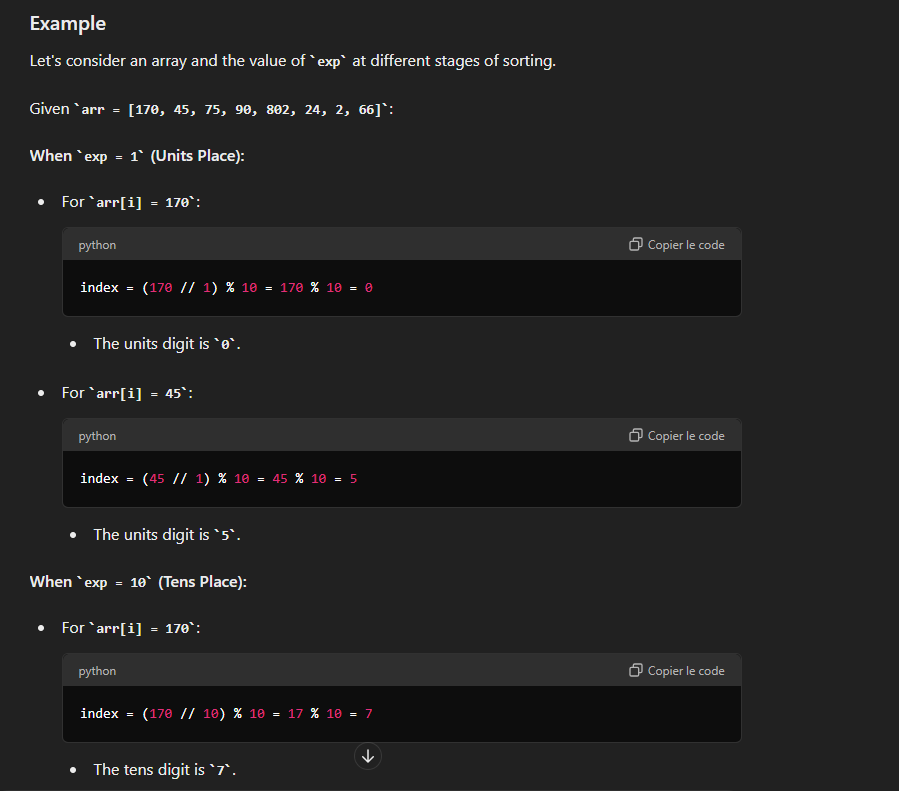 Example
Let's consider an array and the value of `exp` at different stages of sorting.
Given `arr = [170, 45, 75, 90, 802, 24, 2, 66]`:
When `exp = 1` (Units Place):
For `arr[i] = 170`:
python
Copier le code
index = (170 // 1) % 10 = 170 % 10 = 0
The units digit is `0`.
For `arr[i] = 45`:
python
Copier le code
index = (45 // 1) % 10 = 45 % 10 = 5
The units digit is `5`.
When `exp = 10` (Tens Place):
For `arr[i] = 170`:
python
Copier le code
index = (170 // 10) % 10 = 17 % 10 = 7
The tens digit is `7`.